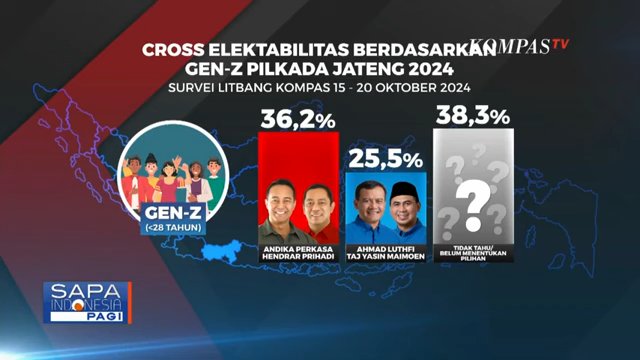 CROSS ELEKTABILITAS BERDASARKAN
GEN-Z PILKADA JATENG 2024
SURVEI LITBANG KOMPAS 15 - 20 OKTOBER 2024
KOMPASTV
GEN-Z
(<28 TAHUN)
36,2%
ANDIKA PERKASA
HENDRAR PRIHADI
25,5%
AHMAD LUTHFI
TAJ YASIN MAIMOEN
38,3%
? ? ? ? ? ?
TIDAK TAHU/
BELUM MENENTUKAN
PILIHAN
SAPA
INDONESIA
PAGI